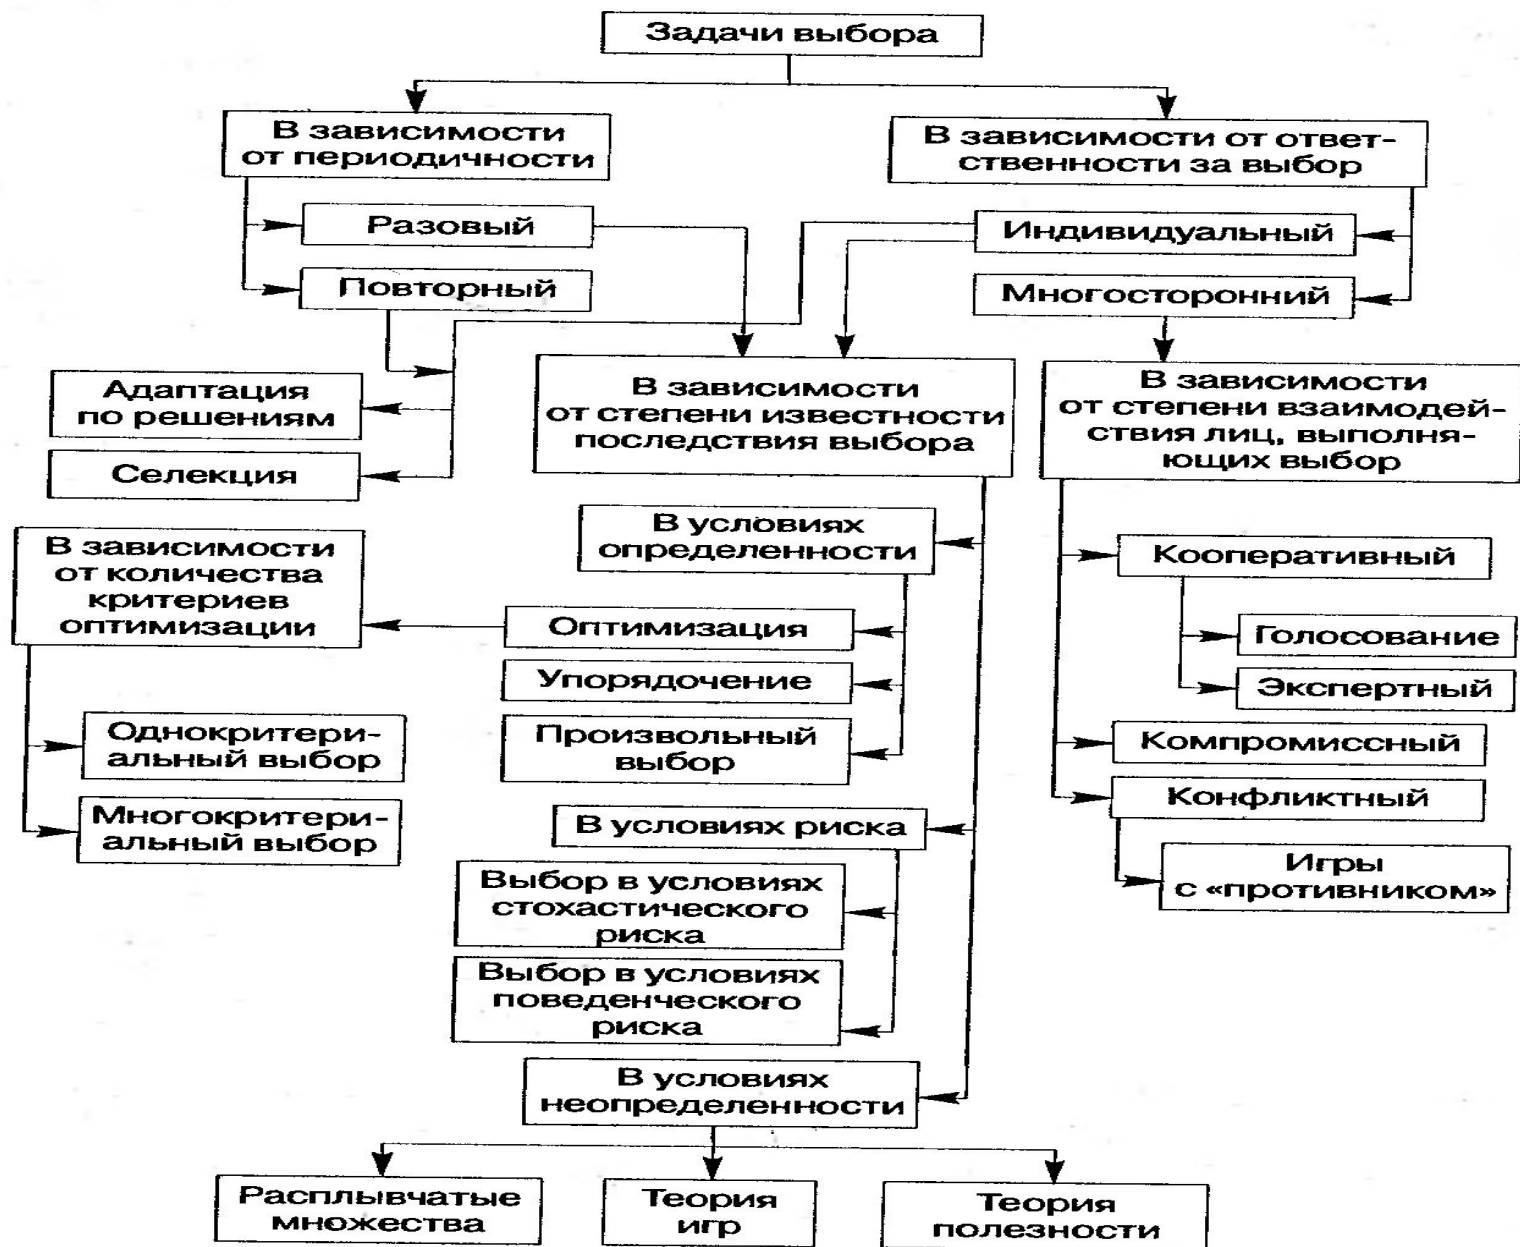 Задачи выбора
В зависимости
от периодичности
В зависимости от ответ-
ственности за выбор
Разовый
Индивидуальный
Повторный
Многосторонний
Адаптация
по решениям
Селекция
В зависимости
от степени известности
последствия выбора
В зависимости
от степени взаимодей-
ствия лиц, выполня-
ющих выбор
В зависимости
от количества
критериев
оптимизации
В условиях
определенности
Кооперативный
Оптимизация
Голосование
Упорядочение
Экспертный
Однокритери-
альный выбор
Произвольный
выбор
Компромиссный
Многокритери-
альный выбор
В условиях риска
Конфликтный
Выбор в условиях
стохастического
риска
Игры
с «противником»
Выбор в условиях
поведенческого
риска
В условиях
неопределенности
Расплывчатые
множества
Теория
игр
Теория
полезности